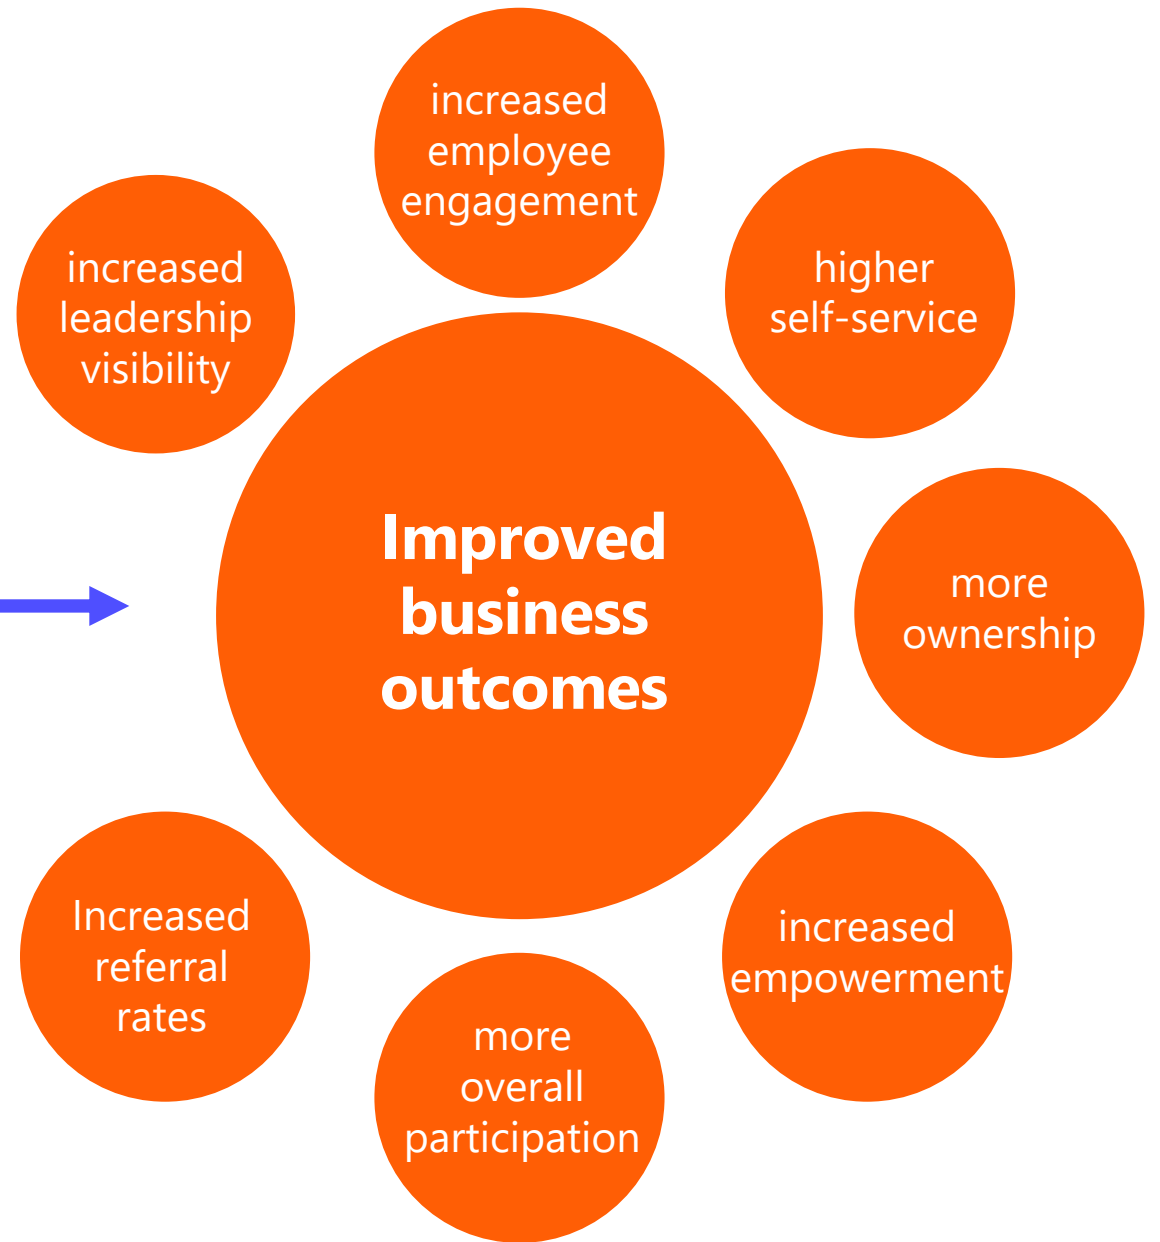 increased
employee
engagement
higher
self-service
more
ownership
increased
empowerment
more
overall
participation
Increased
referral
rates
increased
leadership
visibility
Improved
business
outcomes